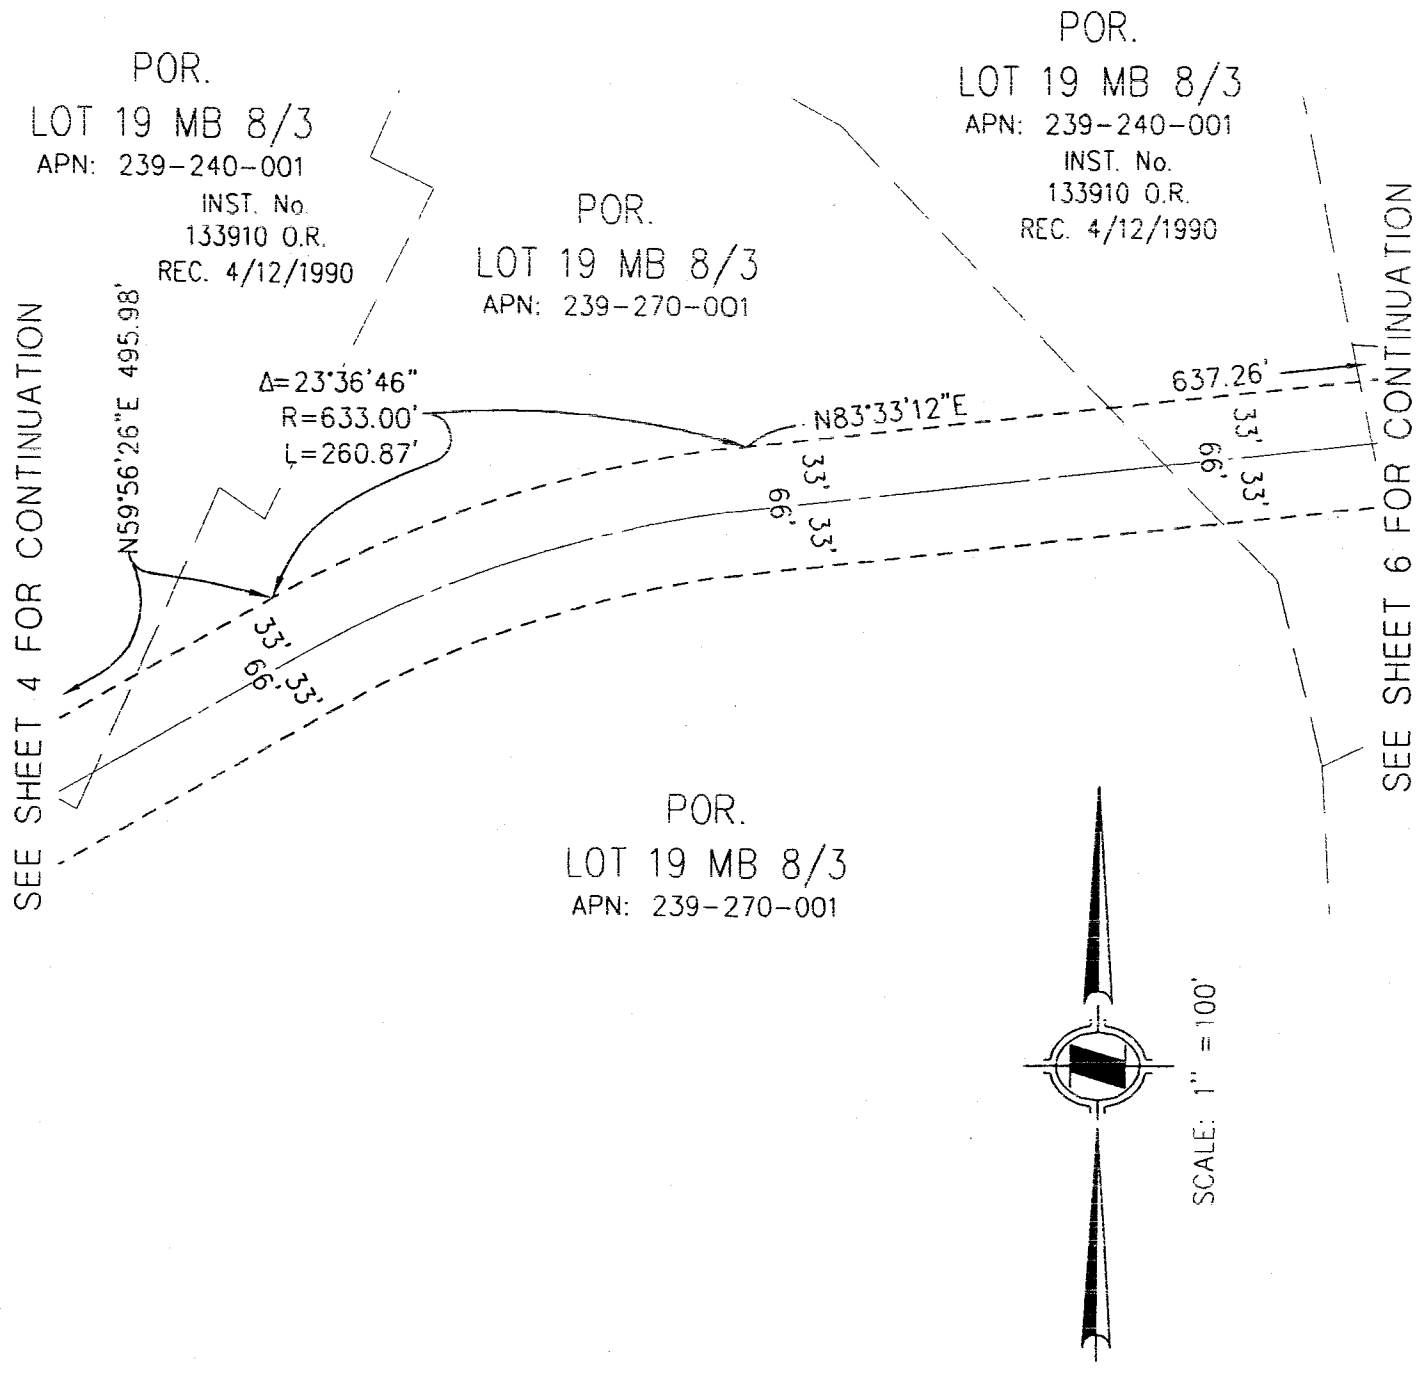 POR.
LOT 19 MB 8/3
APN: 239-240-001
INST. No.
133910 O.R.
REC. 4/12/1990
POR.
LOT 19 MB 8/3
APN: 239-270-001
POR.
LOT 19 MB 8/3
APN: 239-240-001
INST. No.
133910 O.R.
REC. 4/12/1990
SEE SHEET 4 FOR CONTINUATION
N59°56'26"E 495.98'
Δ=23°36'46"
R=633.00'
L=260.87'
N83°33'12"E
637.26'
33'
66'
33'
33'
66'
33'
33'
66'
33'
SEE SHEET 6 FOR CONTINUATION
POR.
LOT 19 MB 8/3
APN: 239-270-001
N
SCALE: 1" =100'